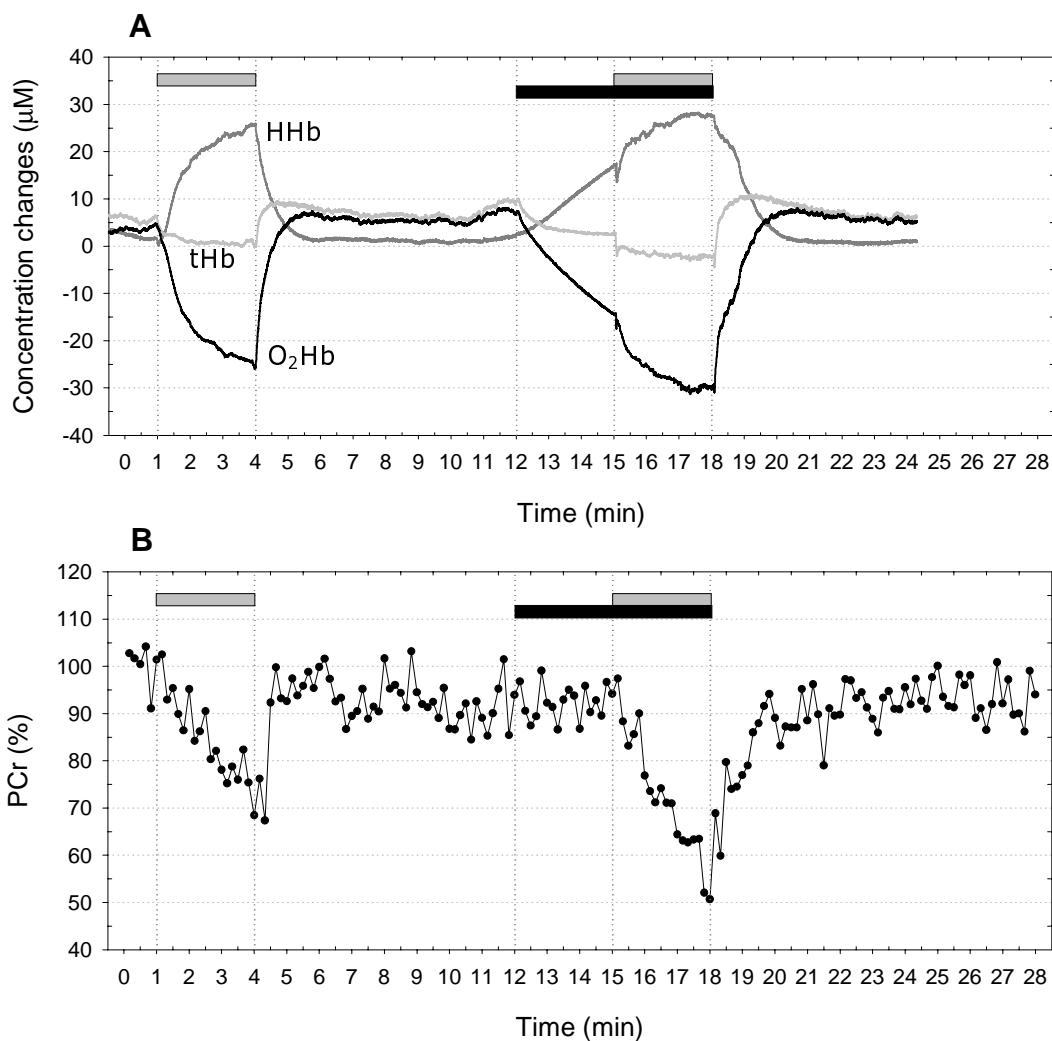 A
Concentration changes (μM)
40
30
20
10
0
-10
-20
-30
-40
HHb
tHb
O₂Hb
0 1 2 3 4 5 6 7 8 9 10 11 12 13 14 15 16 17 18 19 20 21 22 23 24 25 26 27 28
Time (min)
B
PCr (%)
120
110
100
90
80
70
60
50
40
0 1 2 3 4 5 6 7 8 9 10 11 12 13 14 15 16 17 18 19 20 21 22 23 24 25 26 27 28
Time (min)